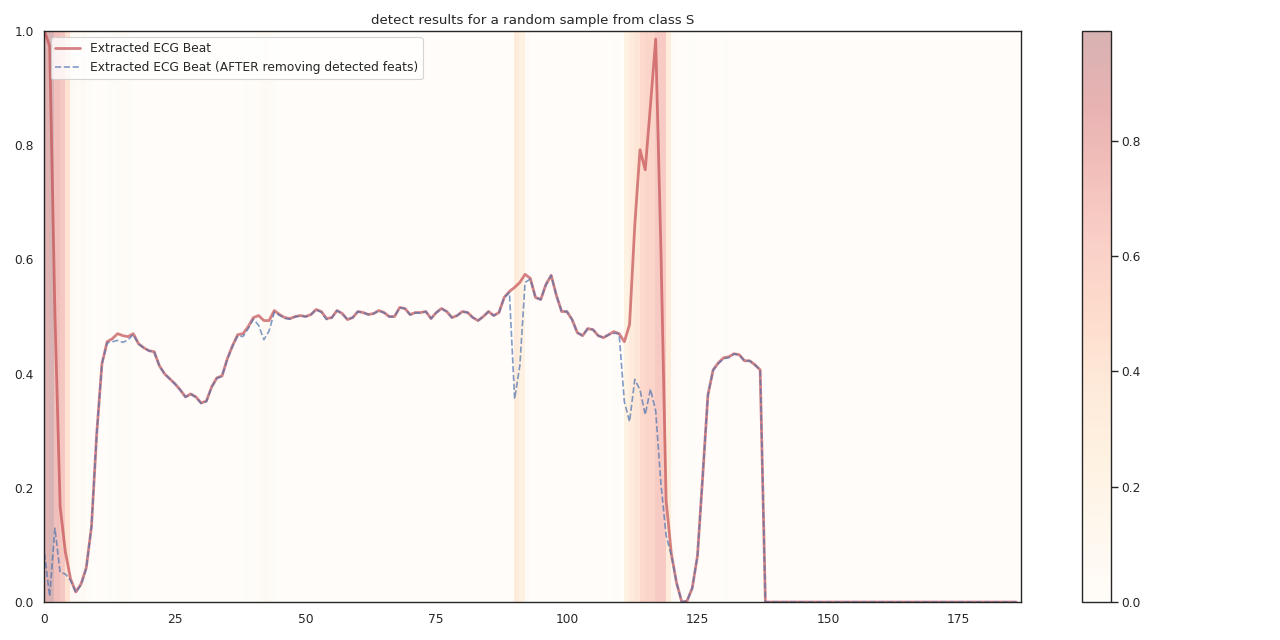 detect results for a random sample from class S
Extracted ECG Beat
Extracted ECG Beat (AFTER removing detected feats)
1.0
0.8
0.6
0.4
0.2
0.0
0 25 50 75 100 125 150 175
0.8
0.6
0.4
0.2
0.0